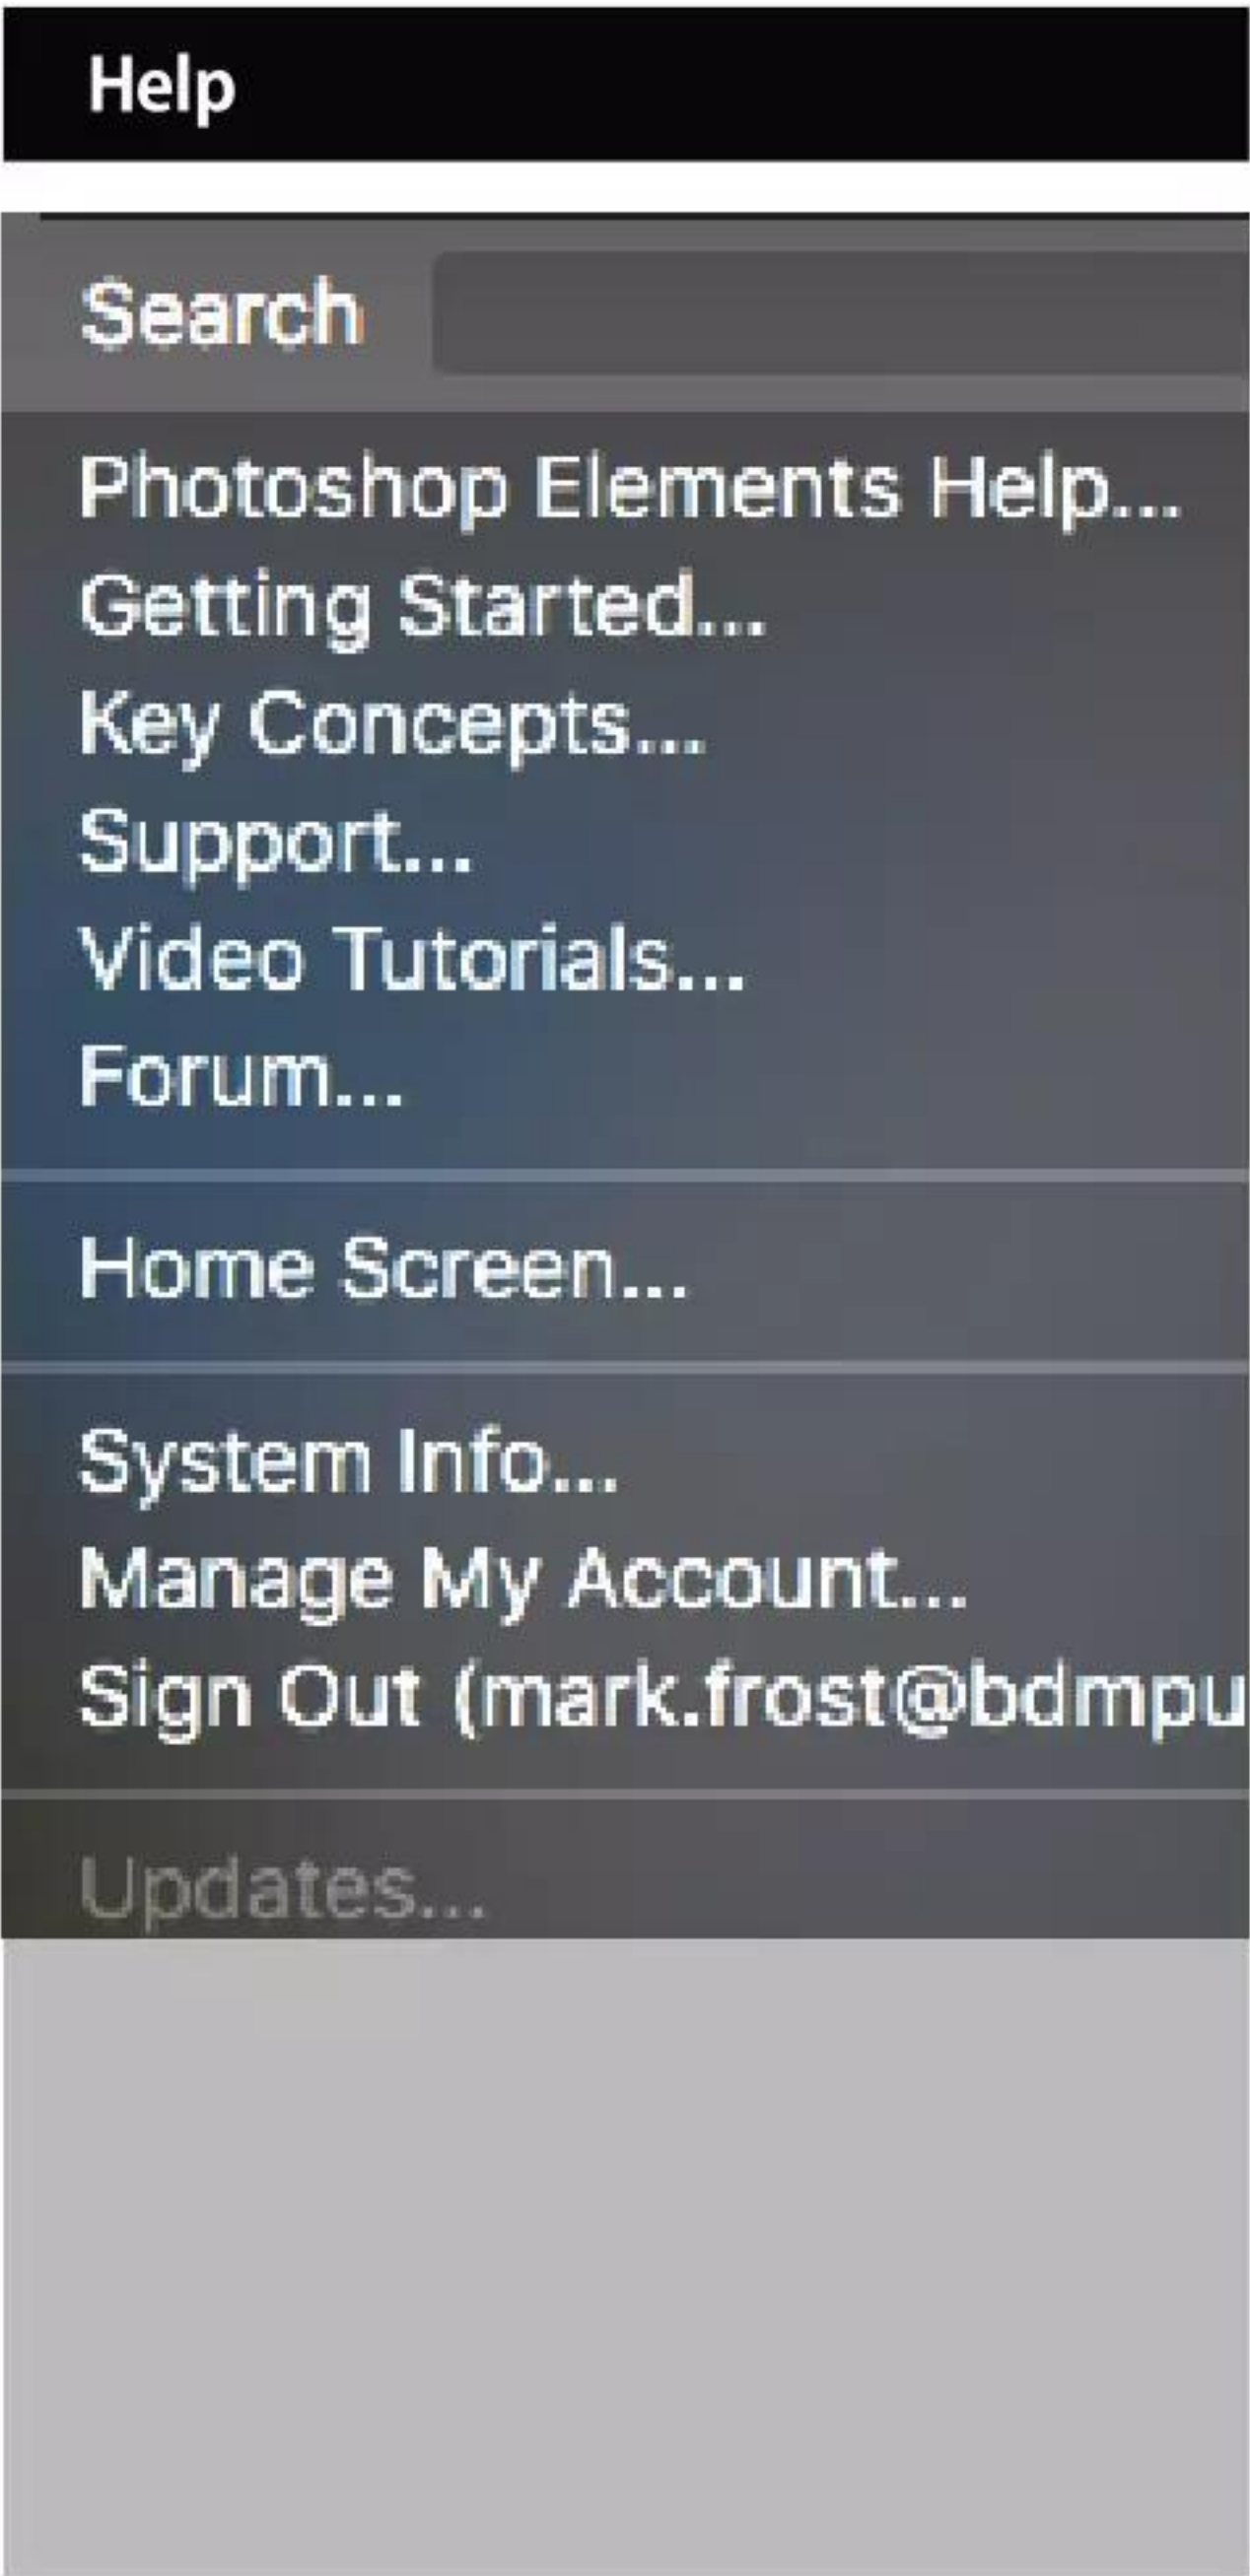 Help
Search
Photoshop Elements Help...
Getting Started...
Key Concepts...
Support...
Video Tutorials...
Forum...
Home Screen...
System Info...
Manage My Account...
Sign Out (mark.frost@bdmpu
Updates...